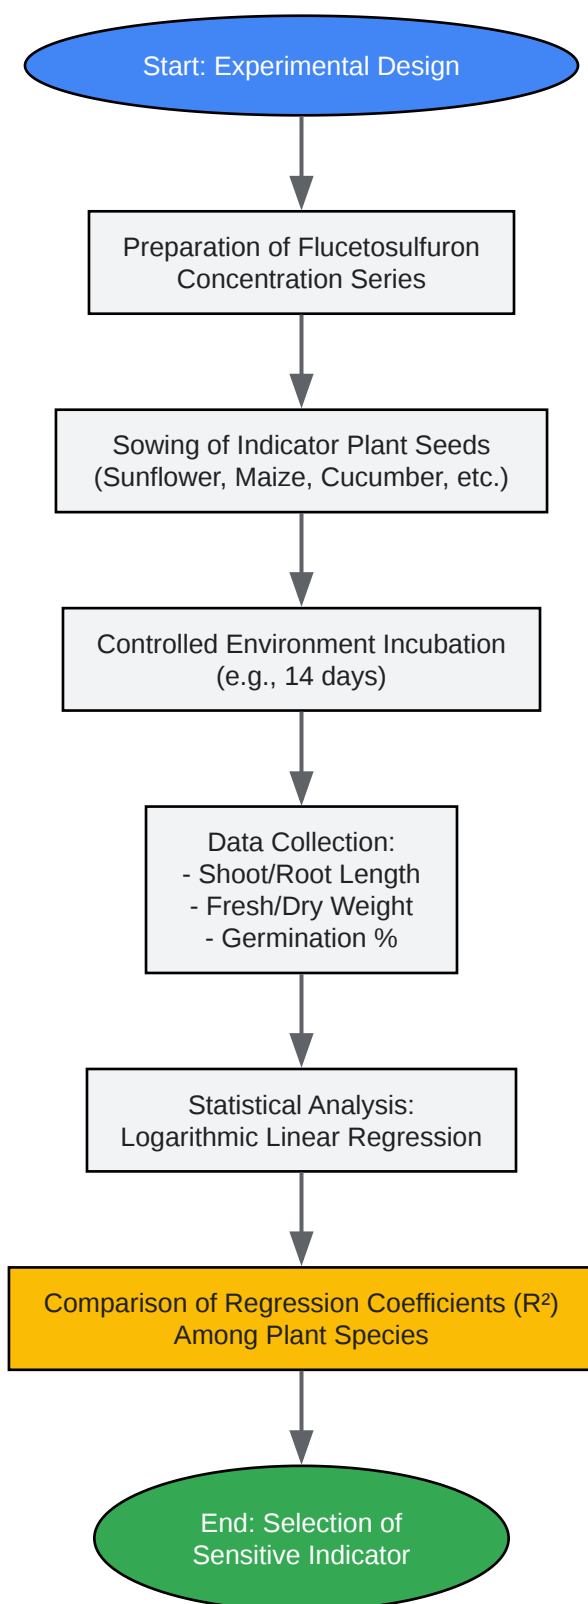 Start: Experimental Design
Preparation of Flucetosulfuron
Concentration Series
Sowing of Indicator Plant Seeds
(Sunflower, Maize, Cucumber, etc.)
Controlled Environment Incubation
(e.g., 14 days)
Data Collection:
- Shoot/Root Length
- Fresh/Dry Weight
- Germination %
Statistical Analysis:
Logarithmic Linear Regression
Comparison of Regression Coefficients (R²)
Among Plant Species
End: Selection of
Sensitive Indicator